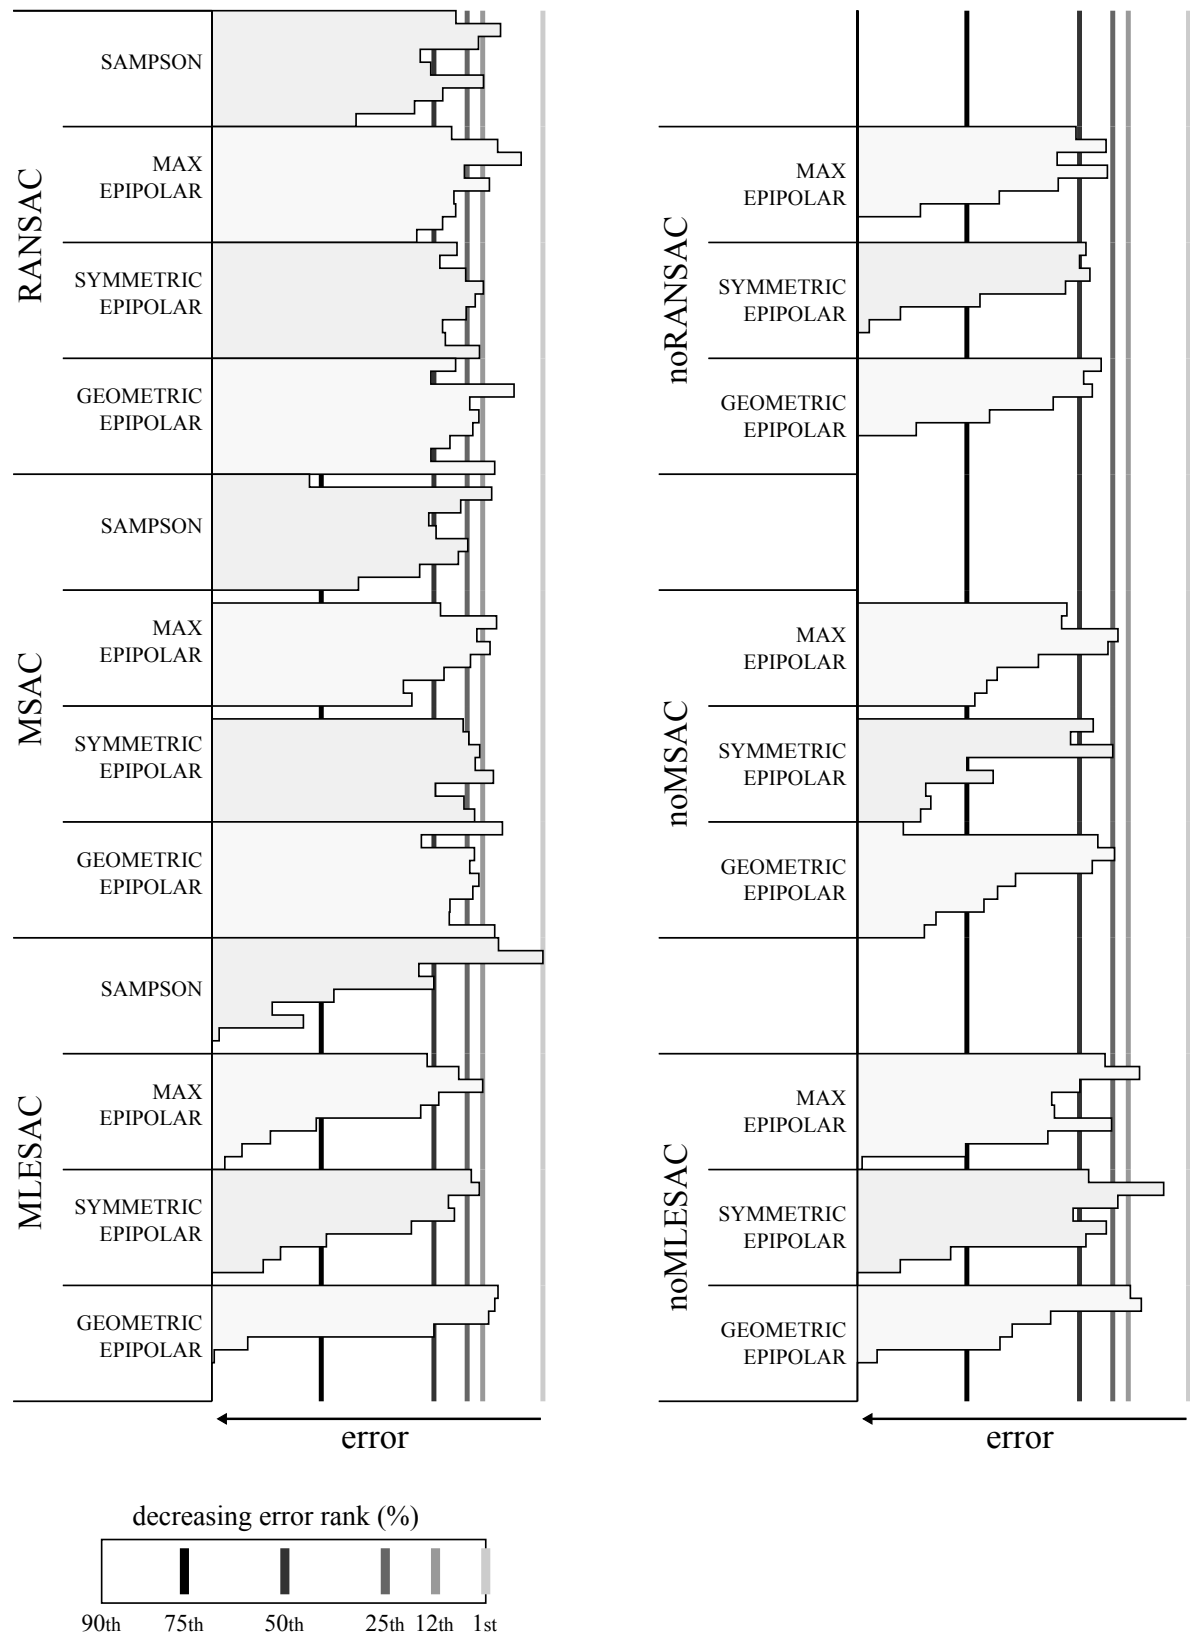 RANSAC
SAMPSON
MAX
EPIPOLAR
SYMMETRIC
EPIPOLAR
GEOMETRIC
EPIPOLAR
MSAC
SAMPSON
MAX
EPIPOLAR
SYMMETRIC
EPIPOLAR
GEOMETRIC
EPIPOLAR
MLESAC
SAMPSON
MAX
EPIPOLAR
SYMMETRIC
EPIPOLAR
GEOMETRIC
EPIPOLAR
error
noRANSAC
MAX
EPIPOLAR
SYMMETRIC
EPIPOLAR
GEOMETRIC
EPIPOLAR
noMSAC
MAX
EPIPOLAR
SYMMETRIC
EPIPOLAR
GEOMETRIC
EPIPOLAR
noMLESAC
MAX
EPIPOLAR
SYMMETRIC
EPIPOLAR
GEOMETRIC
EPIPOLAR
error
decreasing error rank (%)
90th 75th 50th 25th 12th 1st